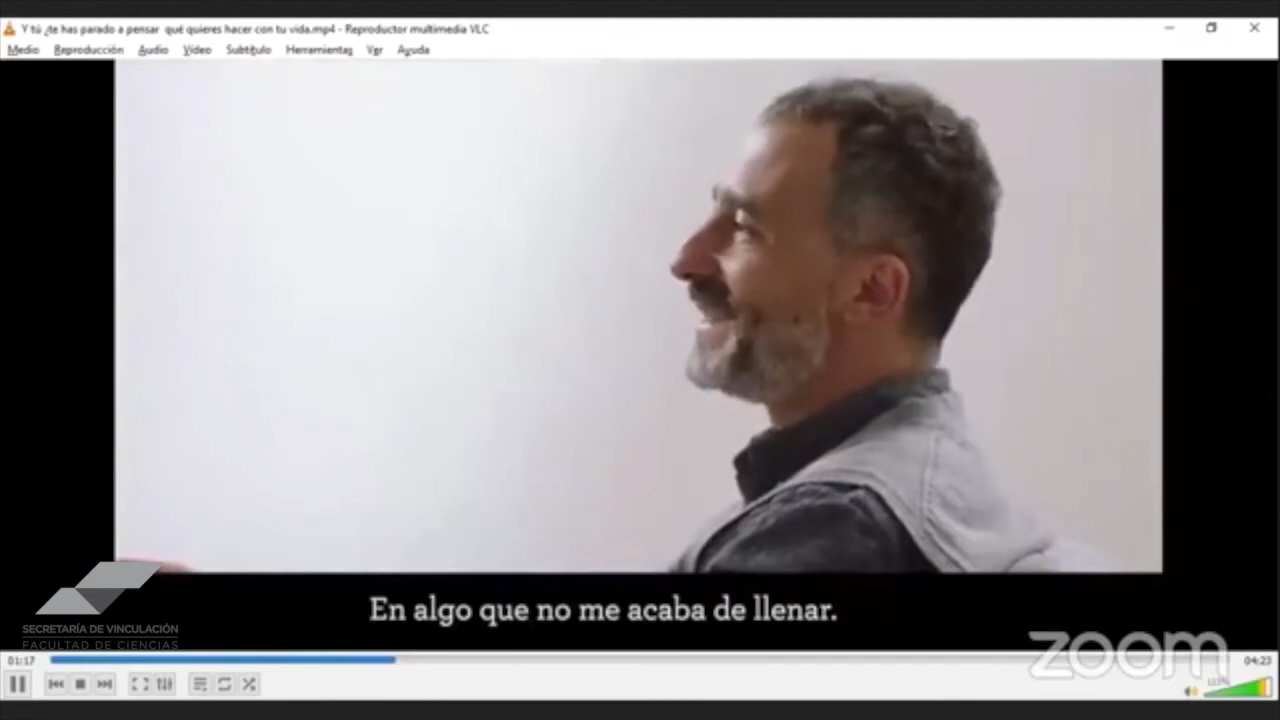 Y tú ¿te has parado a pensar qué quieres hacer con tu vida.mp4 - Reproductor multimedia VLC
Medio Reproducción Audio Vídeo Subtítulo Herramientas Ver Ayuda
En algo que no me acaba de llenar.
SECRETARÍA DE VINCULACIÓN
FACULTAD DE CIENCIAS
zoom
01:17
04:23
113%